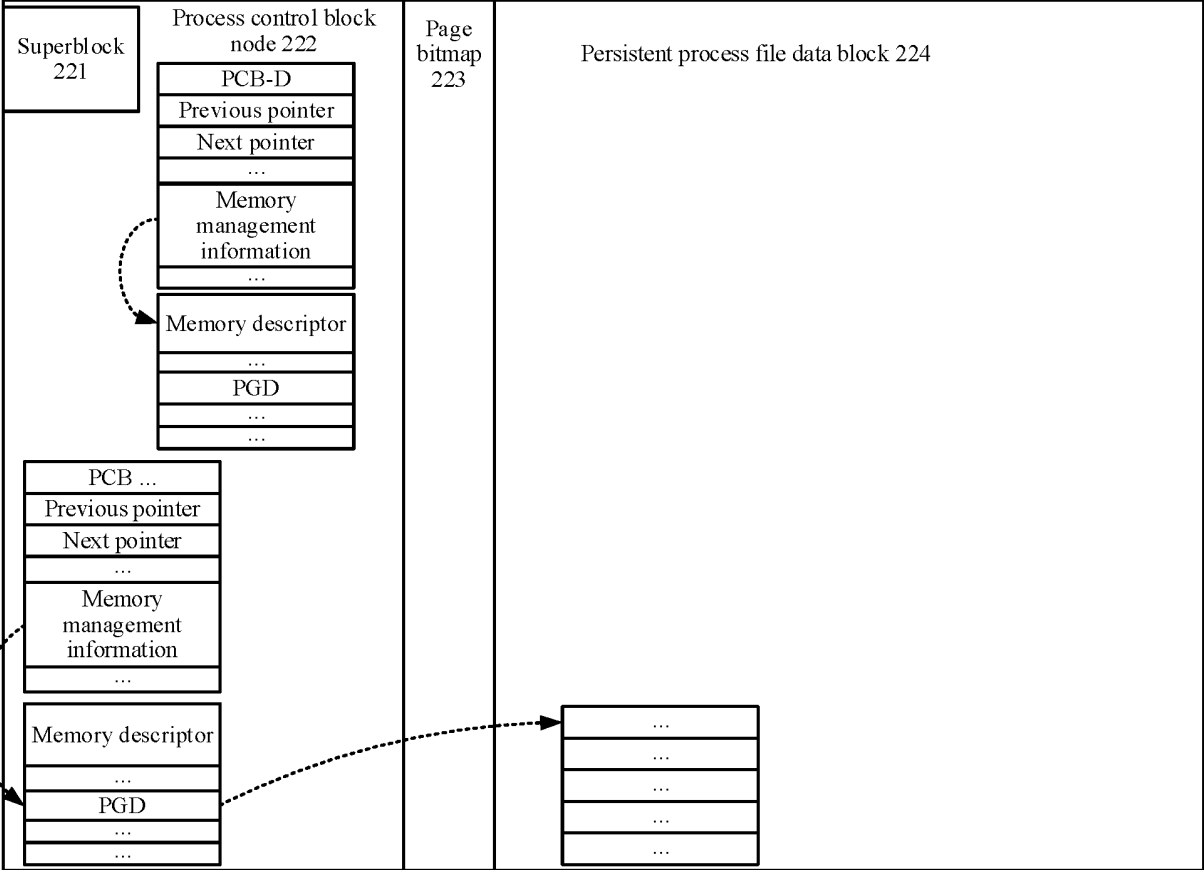 Superblock
221
Process control block
node 222
PCB-D
Previous pointer
Next pointer
...
Memory
management
information
...
Memory descriptor
...
PGD
...
...
PCB ...
Previous pointer
Next pointer
...
Memory
management
information
...
Memory descriptor
...
PGD
...
...
Page
bitmap
223
Persistent process file data block 224
...
...
...
...
...